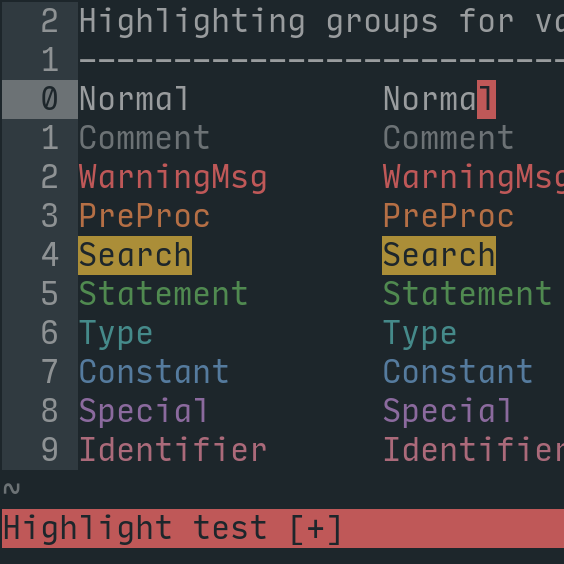 2 Highlighting groups for va
1 --------------------------
0 Normal Normal
1 Comment Comment
2 WarningMsg WarningMsg
3 PreProc PreProc
4 Search Search
5 Statement Statement
6 Type Type
7 Constant Constant
8 Special Special
9 Identifier Identifier
~
Highlight test [+]